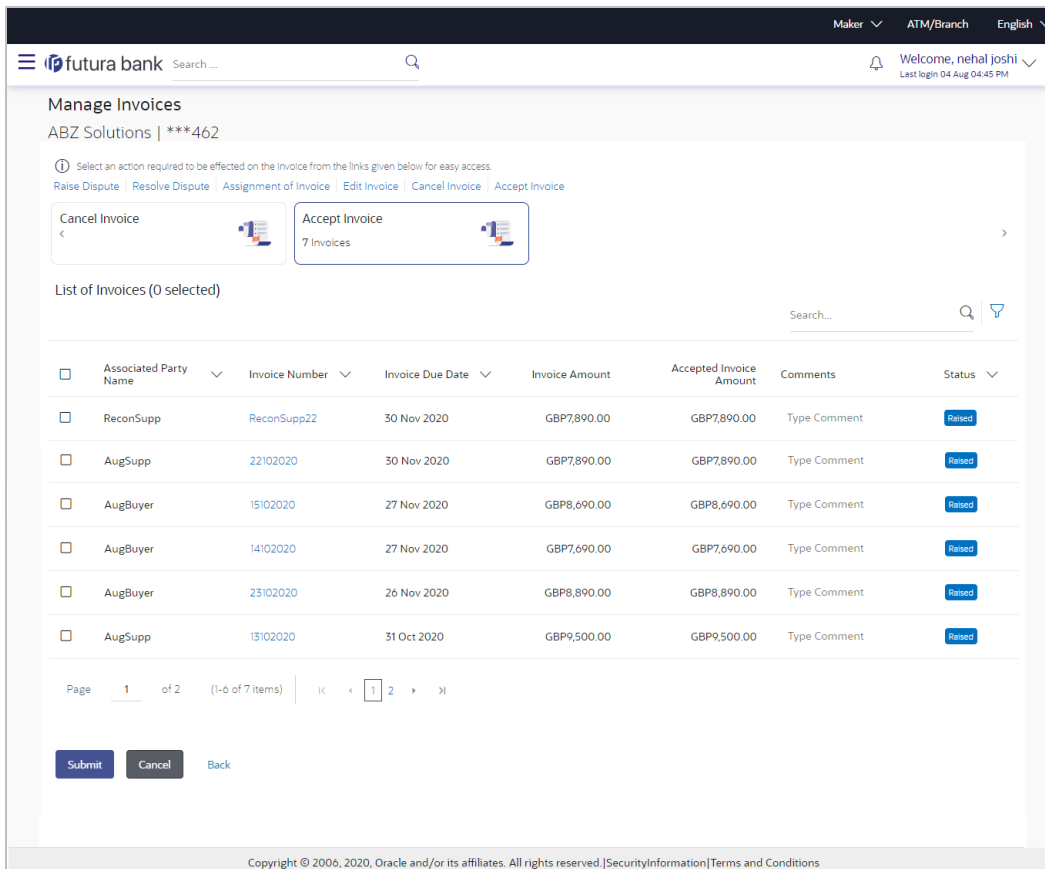 Maker ATM/Branch English
futura bank Search ... Welcome, nehal joshi
Last login 04 Aug 04:45 PM
Manage Invoices
ABZ Solutions | ***462
Select an action required to be effected on the Invoice from the links given below for easy access.
Raise Dispute | Resolve Dispute | Assignment of Invoice | Edit Invoice | Cancel Invoice | Accept Invoice
Cancel Invoice
Accept Invoice
7 Invoices
List of Invoices (0 selected)
Search...
Associated Party Name Invoice Number Invoice Due Date Invoice Amount Accepted Invoice Amount Comments Status
ReconSupp ReconSupp22 30 Nov 2020 GBP7,890.00 GBP7,890.00 Type Comment Raised
AugSupp 22102020 30 Nov 2020 GBP7,890.00 GBP7,890.00 Type Comment Raised
AugBuyer 15102020 27 Nov 2020 GBP8,690.00 GBP8,690.00 Type Comment Raised
AugBuyer 14102020 27 Nov 2020 GBP7,690.00 GBP7,690.00 Type Comment Raised
AugBuyer 23102020 26 Nov 2020 GBP8,890.00 GBP8,890.00 Type Comment Raised
AugSupp 13102020 31 Oct 2020 GBP9,500.00 GBP9,500.00 Type Comment Raised
Page 1 of 2 (1-6 of 7 items) 1 2
Submit Cancel Back
Copyright © 2006, 2020, Oracle and/or its affiliates. All rights reserved.|SecurityInformation|Terms and Conditions